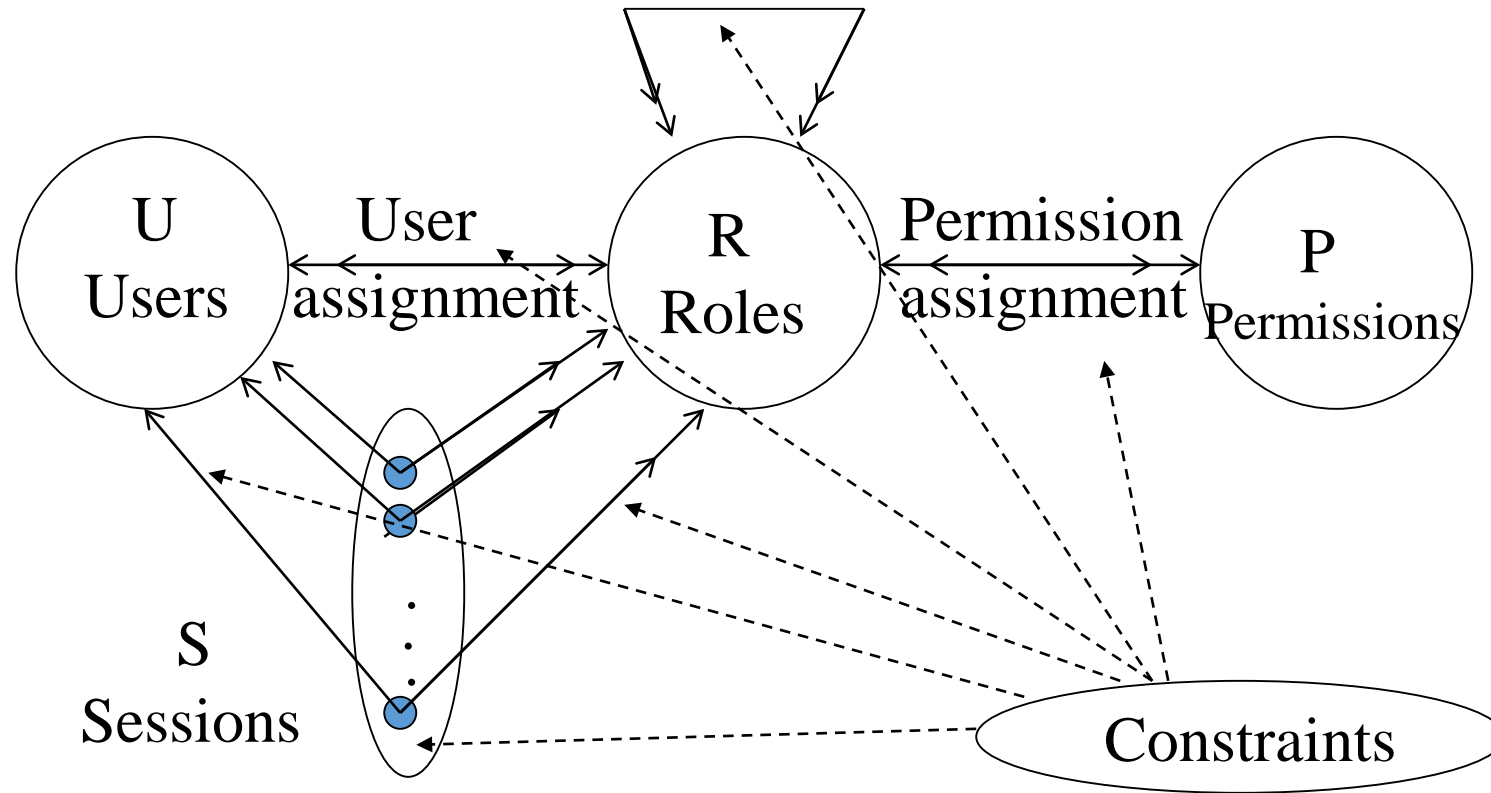 U
Users
User
assignment
R
Roles
Permission
assignment
P
Permissions
S
Sessions
Constraints